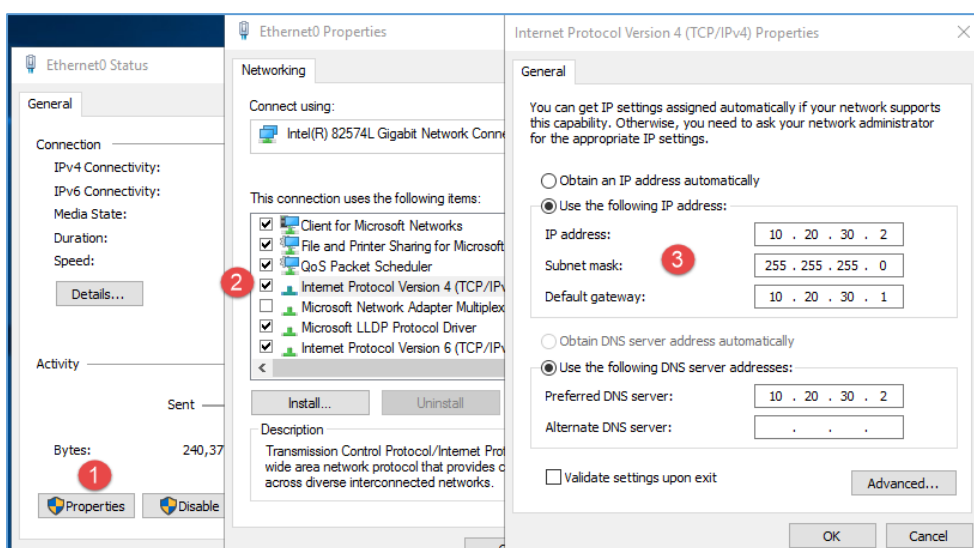 Ethernet0 Status
General
Connection
IPv4 Connectivity:
IPv6 Connectivity:
Media State:
Duration:
Speed:
Details...
Activity
Sent
Bytes: 240,37
1
Properties Disable
Ethernet0 Properties
Networking
Connect using:
Intel(R) 82574L Gigabit Network Conne
This connection uses the following items:
Client for Microsoft Networks
File and Printer Sharing for Microsoft
QoS Packet Scheduler
2
Internet Protocol Version 4 (TCP/IPv
Microsoft Network Adapter Multiplex
Microsoft LLDP Protocol Driver
Internet Protocol Version 6 (TCP/IPv
Install... Uninstall
Description
Transmission Control Protocol/Internet Prot
wide area network protocol that provides c
across diverse interconnected networks.
Internet Protocol Version 4 (TCP/IPv4) Properties
General
You can get IP settings assigned automatically if your network supports
this capability. Otherwise, you need to ask your network administrator
for the appropriate IP settings.
Obtain an IP address automatically
Use the following IP address:
IP address: 10 . 20 . 30 . 2
3
Subnet mask: 255 . 255 . 255 . 0
Default gateway: 10 . 20 . 30 . 1
Obtain DNS server address automatically
Use the following DNS server addresses:
Preferred DNS server: 10 . 20 . 30 . 2
Alternate DNS server: . . .
Validate settings upon exit
Advanced...
OK Cancel